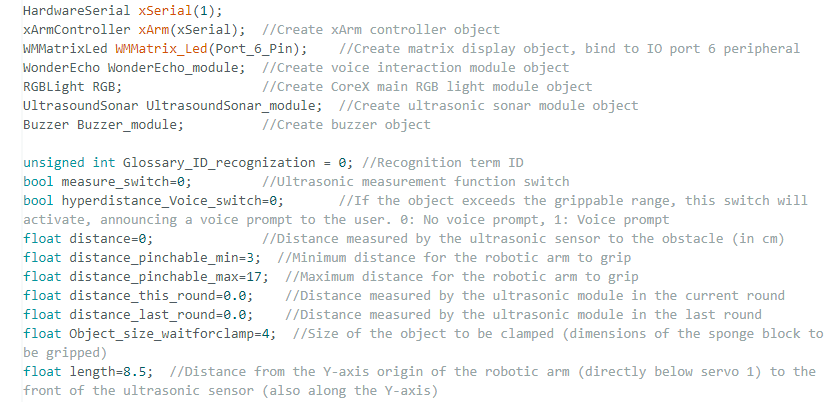 HardwareSerial xSerial(1);
xArmController xArm(xSerial);  //Create xArm controller object
WMMatrixLed WMMatrix_Led(Port_6_Pin);    //Create matrix display object, bind to IO port 6 peripheral
WonderEcho WonderEcho_module;  //Create voice interaction module object
RGBLight RGB;                  //Create CoreX main RGB light module object
UltrasoundSonar UltrasoundSonar_module;  //Create ultrasonic sonar module object
Buzzer Buzzer_module;          //Create buzzer object

unsigned int Glossary_ID_recognization = 0; //Recognition term ID
bool measure_switch=0;         //Ultrasonic measurement function switch
bool hyperdistance_Voice_switch=0;       //If the object exceeds the grippable range, this switch will
activate, announcing a voice prompt to the user. 0: No voice prompt, 1: Voice prompt
float distance=0;              //Distance measured by the ultrasonic sensor to the obstacle (in cm)
float distance_pinchable_min=3;  //Minimum distance for the robotic arm to grip
float distance_pinchable_max=17;  //Maximum distance for the robotic arm to grip
float distance_this_round=0.0;    //Distance measured by the ultrasonic module in the current round
float distance_last_round=0.0;    //Distance measured by the ultrasonic module in the last round
float Object_size_waitforclamp=4;  //Size of the object to be clamped (dimensions of the sponge block to
be gripped)
float length=8.5;  //Distance from the Y-axis origin of the robotic arm (directly below servo 1) to the
front of the ultrasonic sensor (also along the Y-axis)